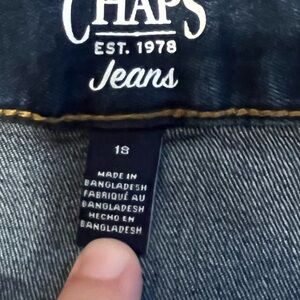 CHAPS
EST. 1978
Jeans
18
MADE IN
BANGLADESH
FABRIQUÉ AU
BANGLADESH
HECHO EN
BANGLADESH